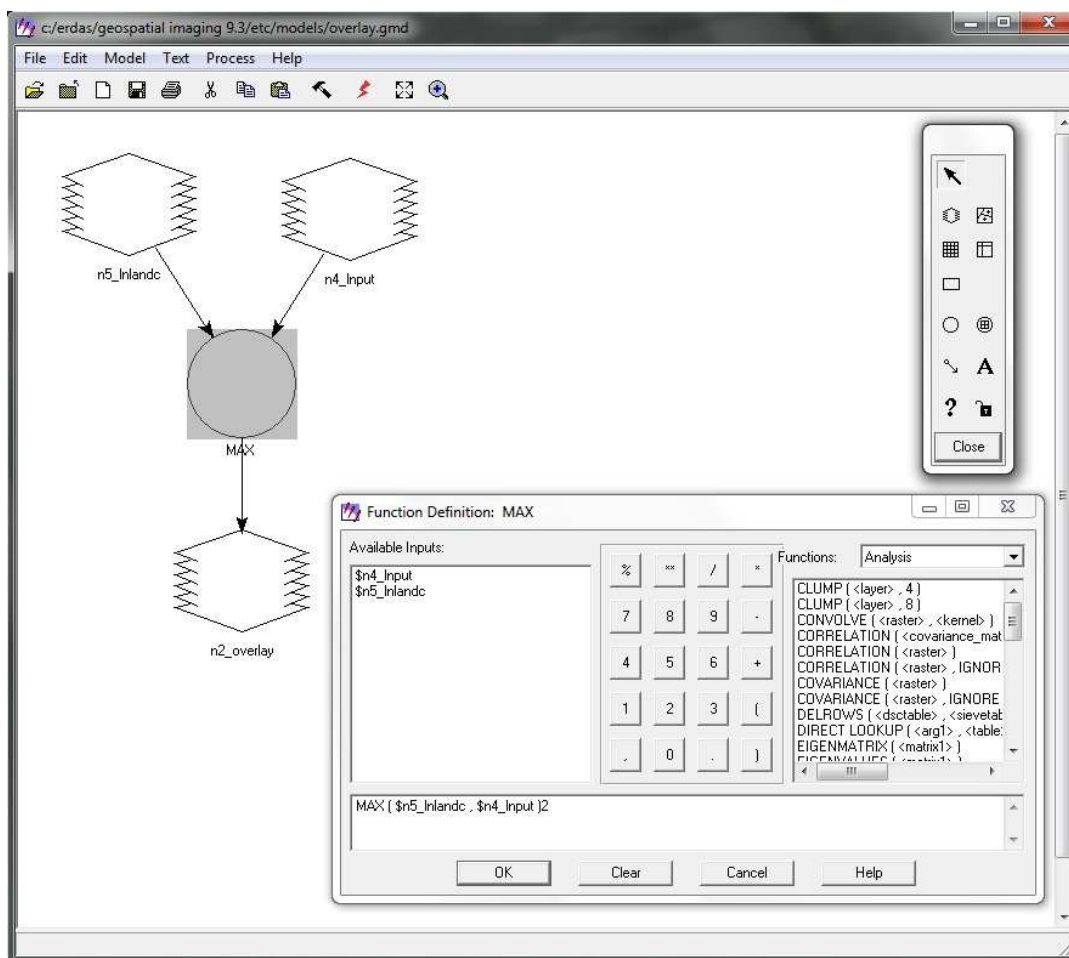 c:/erdas/geospatial imaging 9.3/etc/models/overlay.gmd
File Edit Model Text Process Help
n5_Inlandc
n4_Input
MAX
n2_overlay
A
?
Close
Function Definition: MAX
Available Inputs:
$n4_Input
$n5_Inlandc
% ** / *
7 8 9 -
4 5 6 +
1 2 3 (
, 0 . )
Functions: Analysis
CLUMP ( <layer> , 4 )
CLUMP ( <layer> , 8 )
CONVOLVE ( <raster> , <kernel> )
CORRELATION ( <covariance_mat
CORRELATION ( <raster> )
CORRELATION ( <raster> , IGNOR
COVARIANCE ( <raster> )
COVARIANCE ( <raster> , IGNORE
DELROWS ( <dsctable> , <sievetab
DIRECT LOOKUP ( <arg1> , <table
EIGENMATRIX ( <matrix1> )
EIGENVALUES ( <matrix1> )
MAX ( $n5_Inlandc , $n4_Input )2
OK Clear Cancel Help